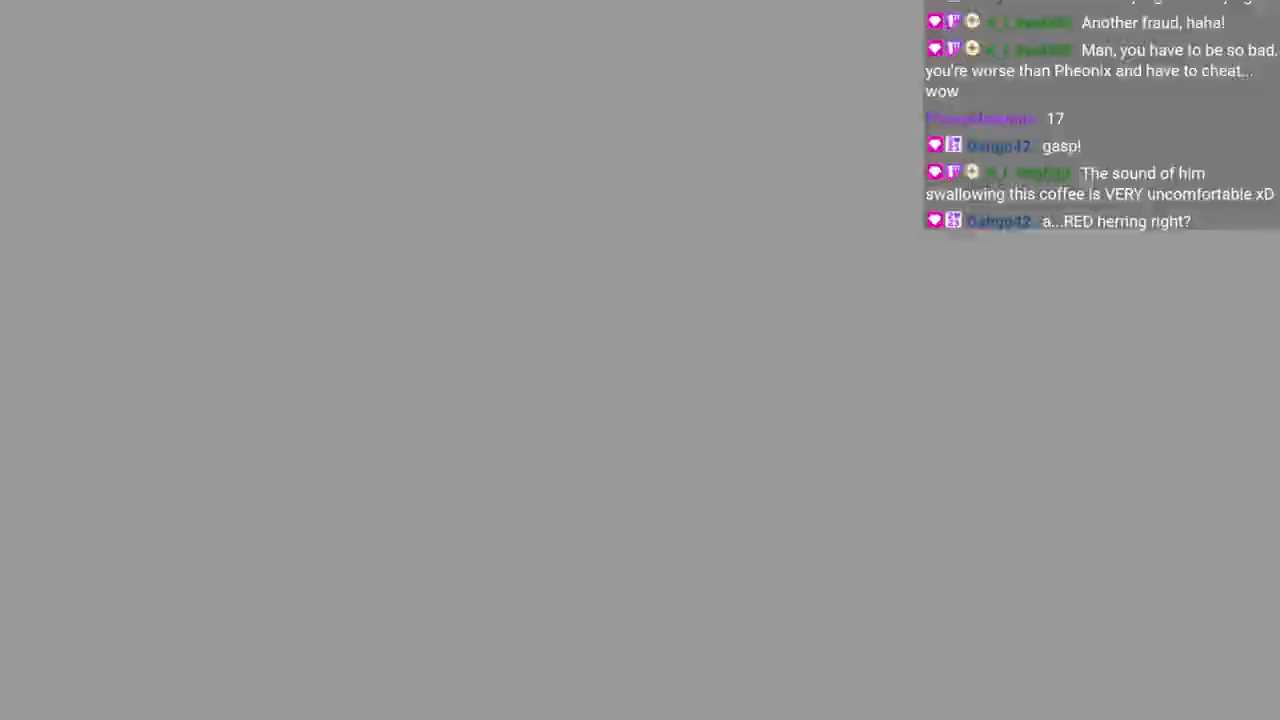 Another fraud, haha!
Man, you have to be so bad.
you're worse than Pheonix and have to cheat...
wow
17
gasp!
The sound of him
swallowing this coffee is VERY uncomfortable xD
a...RED herring right?